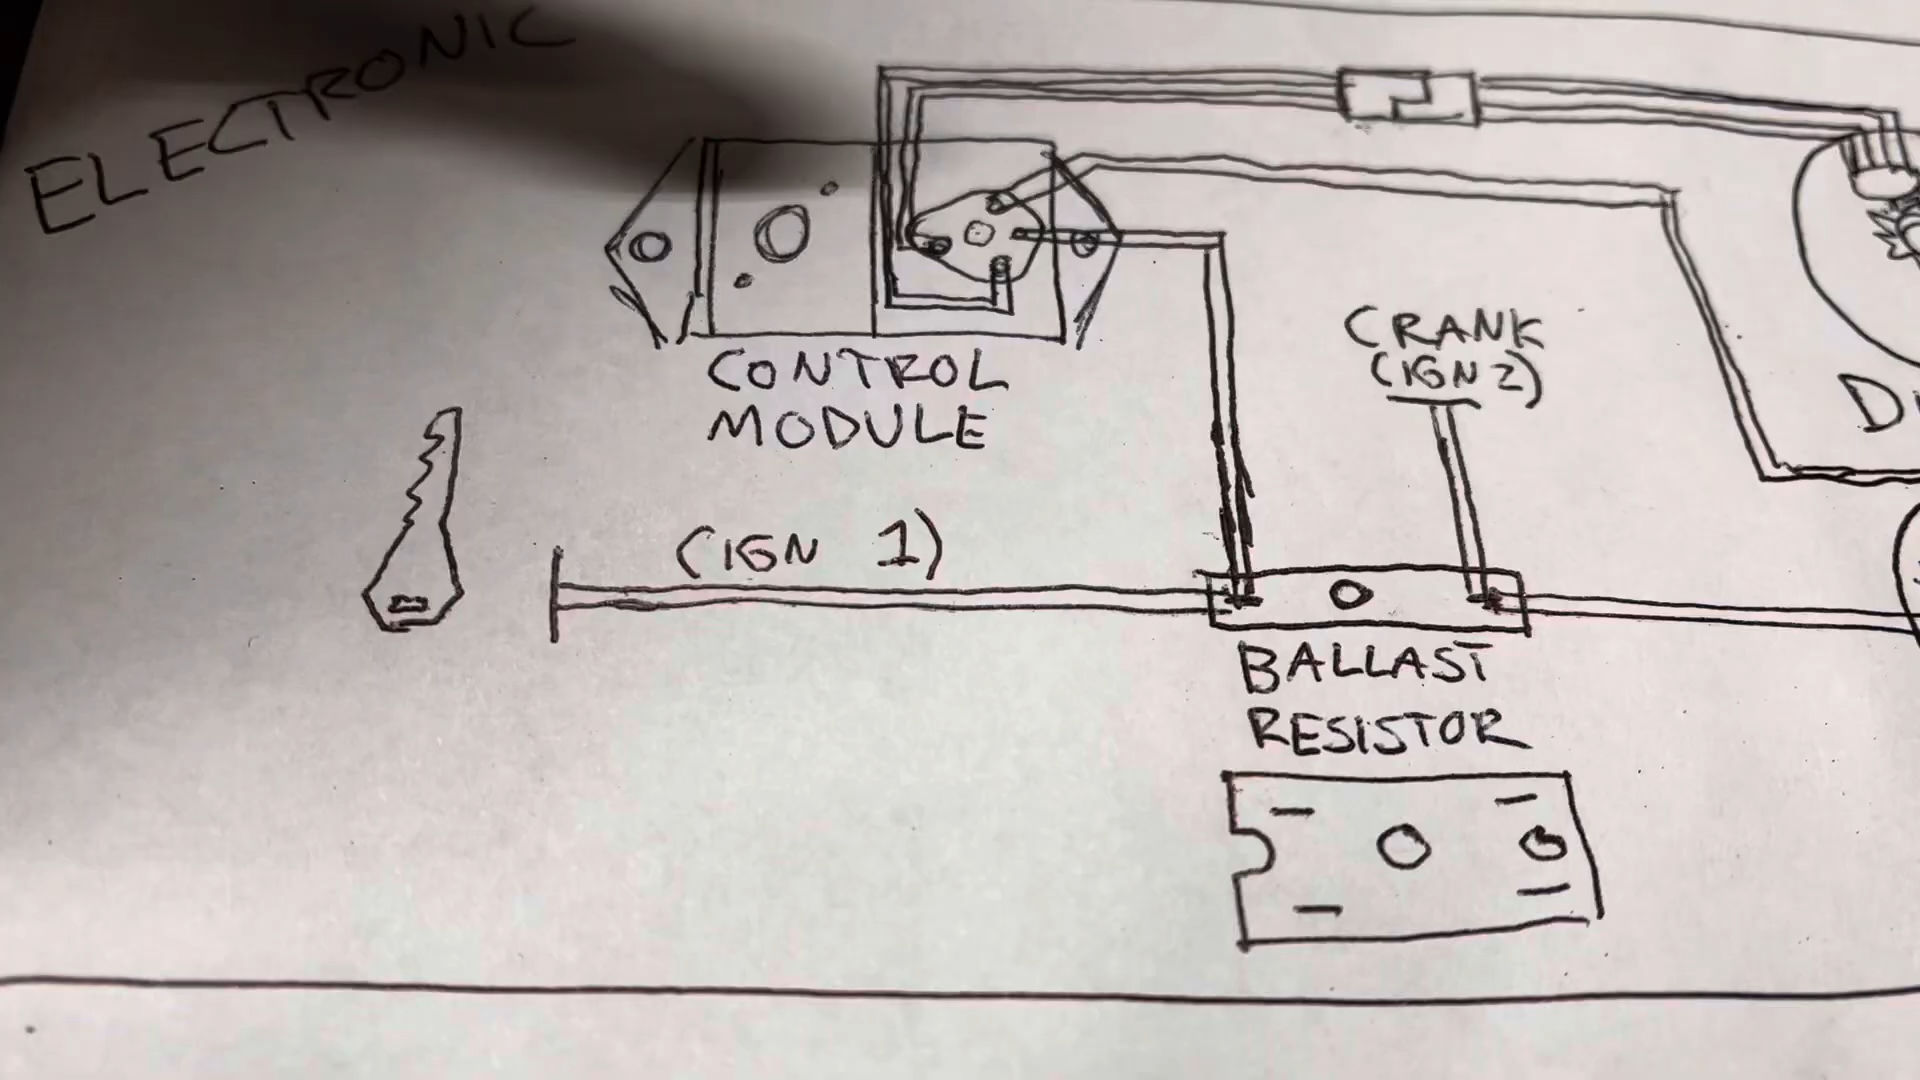 ELECTRONIC
CONTROL
MODULE
CRANK
(IGN 2)
(IGN 1)
BALLAST
RESISTOR